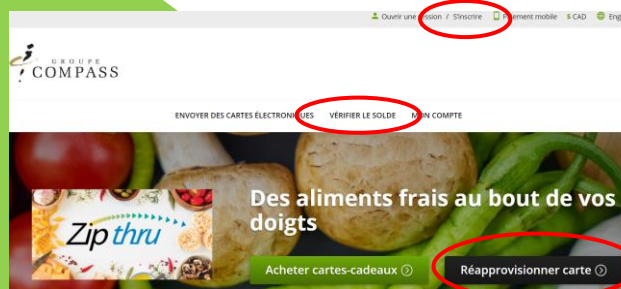 Ouvrir une session / S'inscrire Paiement mobile $ CAD Eng
GROUPE
COMPASS
ENVOYER DES CARTES ÉLECTRONIQUES VÉRIFIER LE SOLDE MON COMPTE
Des aliments frais au bout de vos
doigts
Zip thru
Acheter cartes-cadeaux Réapprovisionner carte